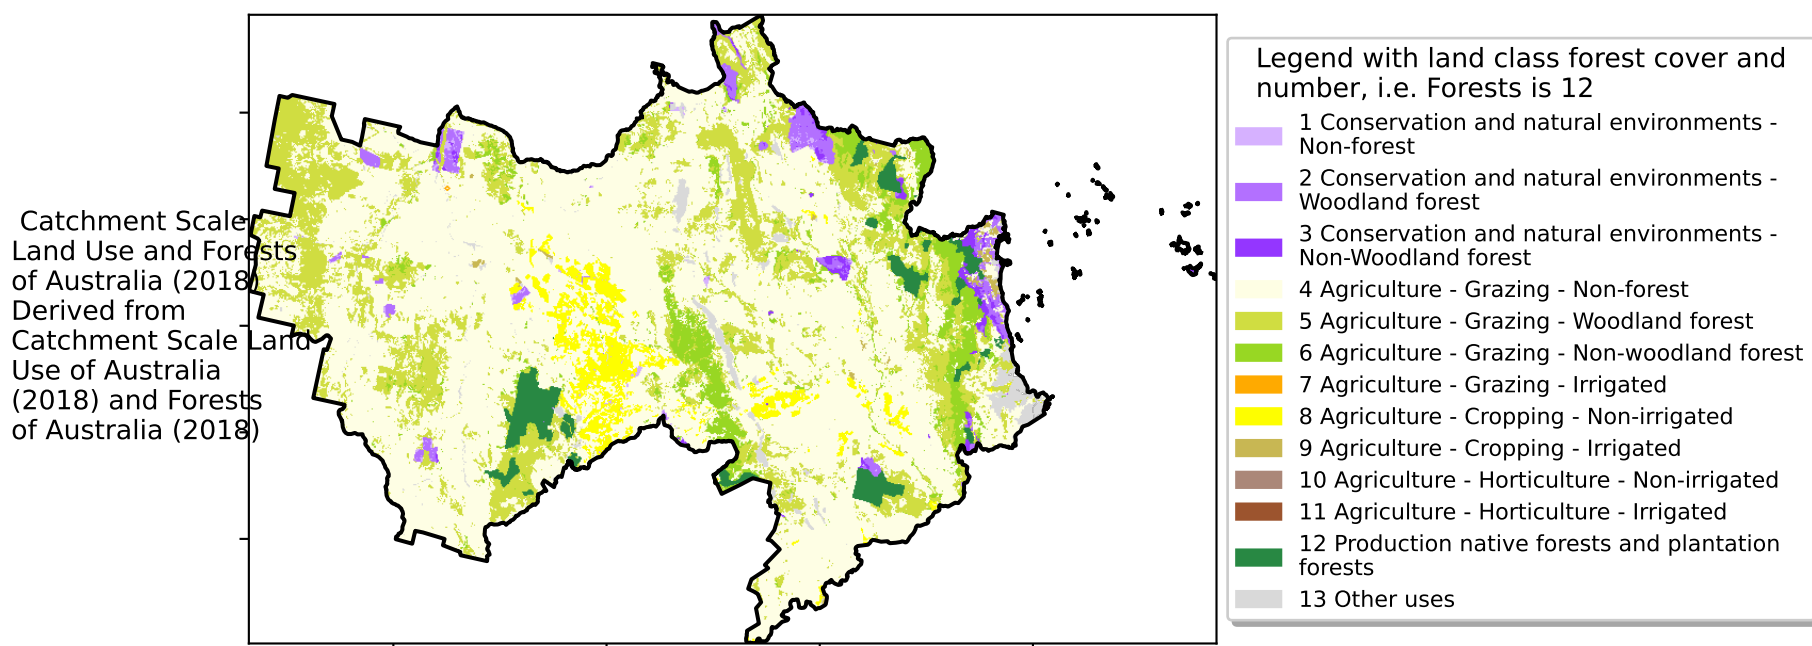 Catchment Scale
Land Use and Forests
of Australia (2018)
Derived from
Catchment Scale Land
Use of Australia
(2018) and Forests
of Australia (2018)
Legend with land class forest cover and
number, i.e. Forests is 12
1 Conservation and natural environments -
Non-forest
2 Conservation and natural environments -
Woodland forest
3 Conservation and natural environments -
Non-Woodland forest
4 Agriculture - Grazing - Non-forest
5 Agriculture - Grazing - Woodland forest
6 Agriculture - Grazing - Non-woodland forest
7 Agriculture - Grazing - Irrigated
8 Agriculture - Cropping - Non-irrigated
9 Agriculture - Cropping - Irrigated
10 Agriculture - Horticulture - Non-irrigated
11 Agriculture - Horticulture - Irrigated
12 Production native forests and plantation
forests
13 Other uses